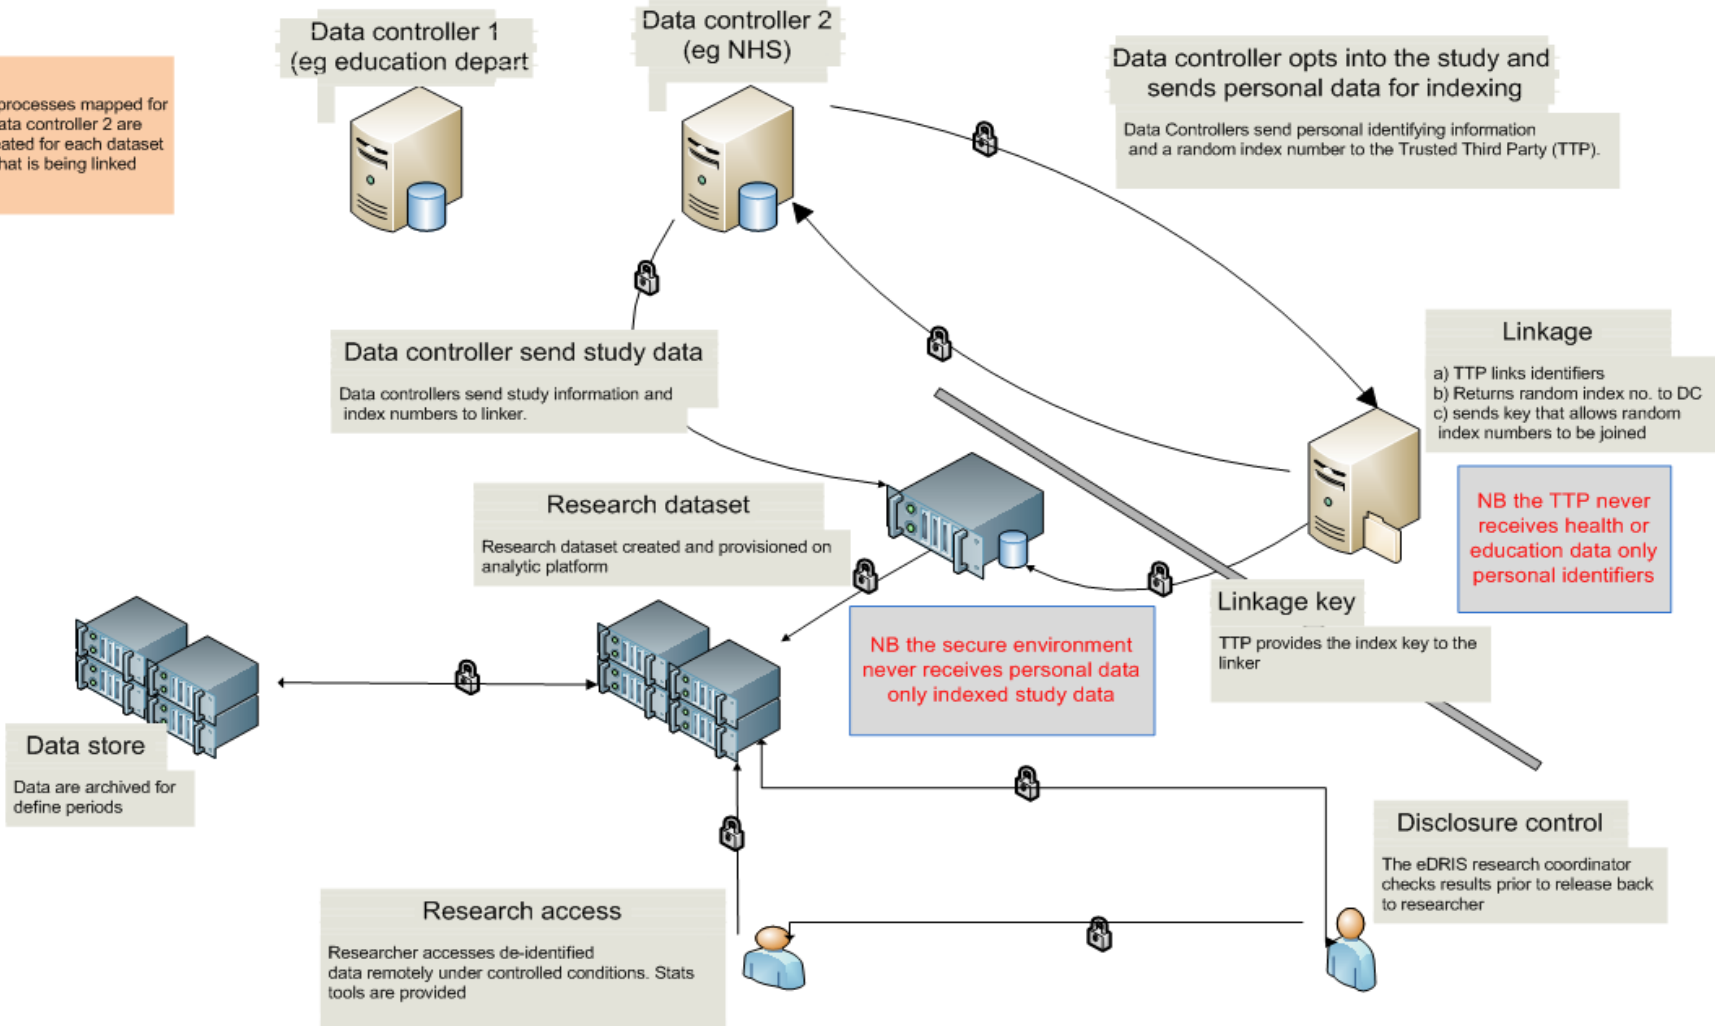 Data controller 1
(eg education depart
Data controller 2
(eg NHS)
Data controller opts into the study and
sends personal data for indexing
Data Controllers send personal identifying information
and a random index number to the Trusted Third Party (TTP).
processes mapped for
controller 2 are
for each dataset
is being linked
Data controller send study data
Data controllers send study information and
index numbers to linker.
Linkage
a) TTP links identifiers
b) Returns random index no. to DC
c) sends key that allows random
index numbers to be joined
NB the TTP never
receives health or
education data only
personal identifiers
Research dataset
Research dataset created and provisioned on
analytic platform
Linkage key
TTP provides the index key to the
linker
NB the secure environment
never receives personal data
only indexed study data
Data store
Data are archived for
define periods
Disclosure control
The eDRIS research coordinator
checks results prior to release back
to researcher
Research access
Researcher accesses de-identified
data remotely under controlled conditions. Stats
tools are provided